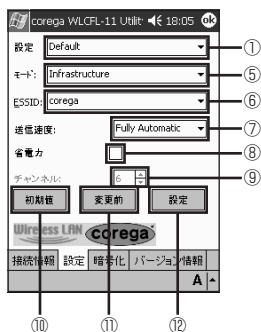 corega WLCFL-11 Utility 18:05 ok
設定 Default ①
ﾓｰﾄﾞ: Infrastructure ⑤
ESSID: corega ⑥
送信速度: Fully Automatic ⑦
省電力 ⑧
チャンネル: 6 ⑨
初期値 変更前 設定
Wireless LAN corega
接続情報 設定 暗号化 バージョン情報
A
⑩ ⑪ ⑫